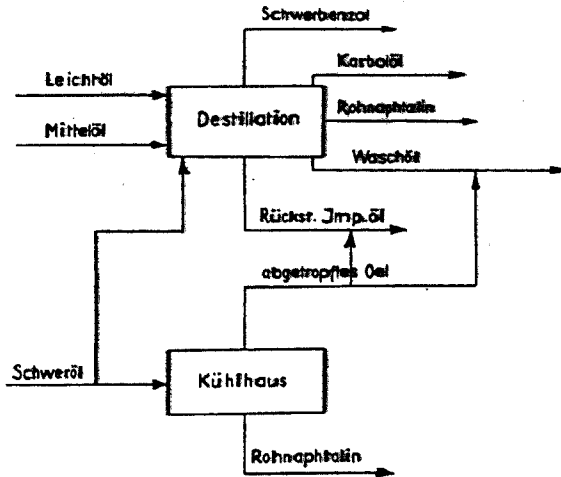 Schwerbenzol
Karbolöl
Leichtöl
Rohnaphtalin
Destillation
Mittelöl
Waschöl
Rückst. Jmp.öl
abgetropftes Oel
Schweröl
Kühlhaus
Rohnaphtalin